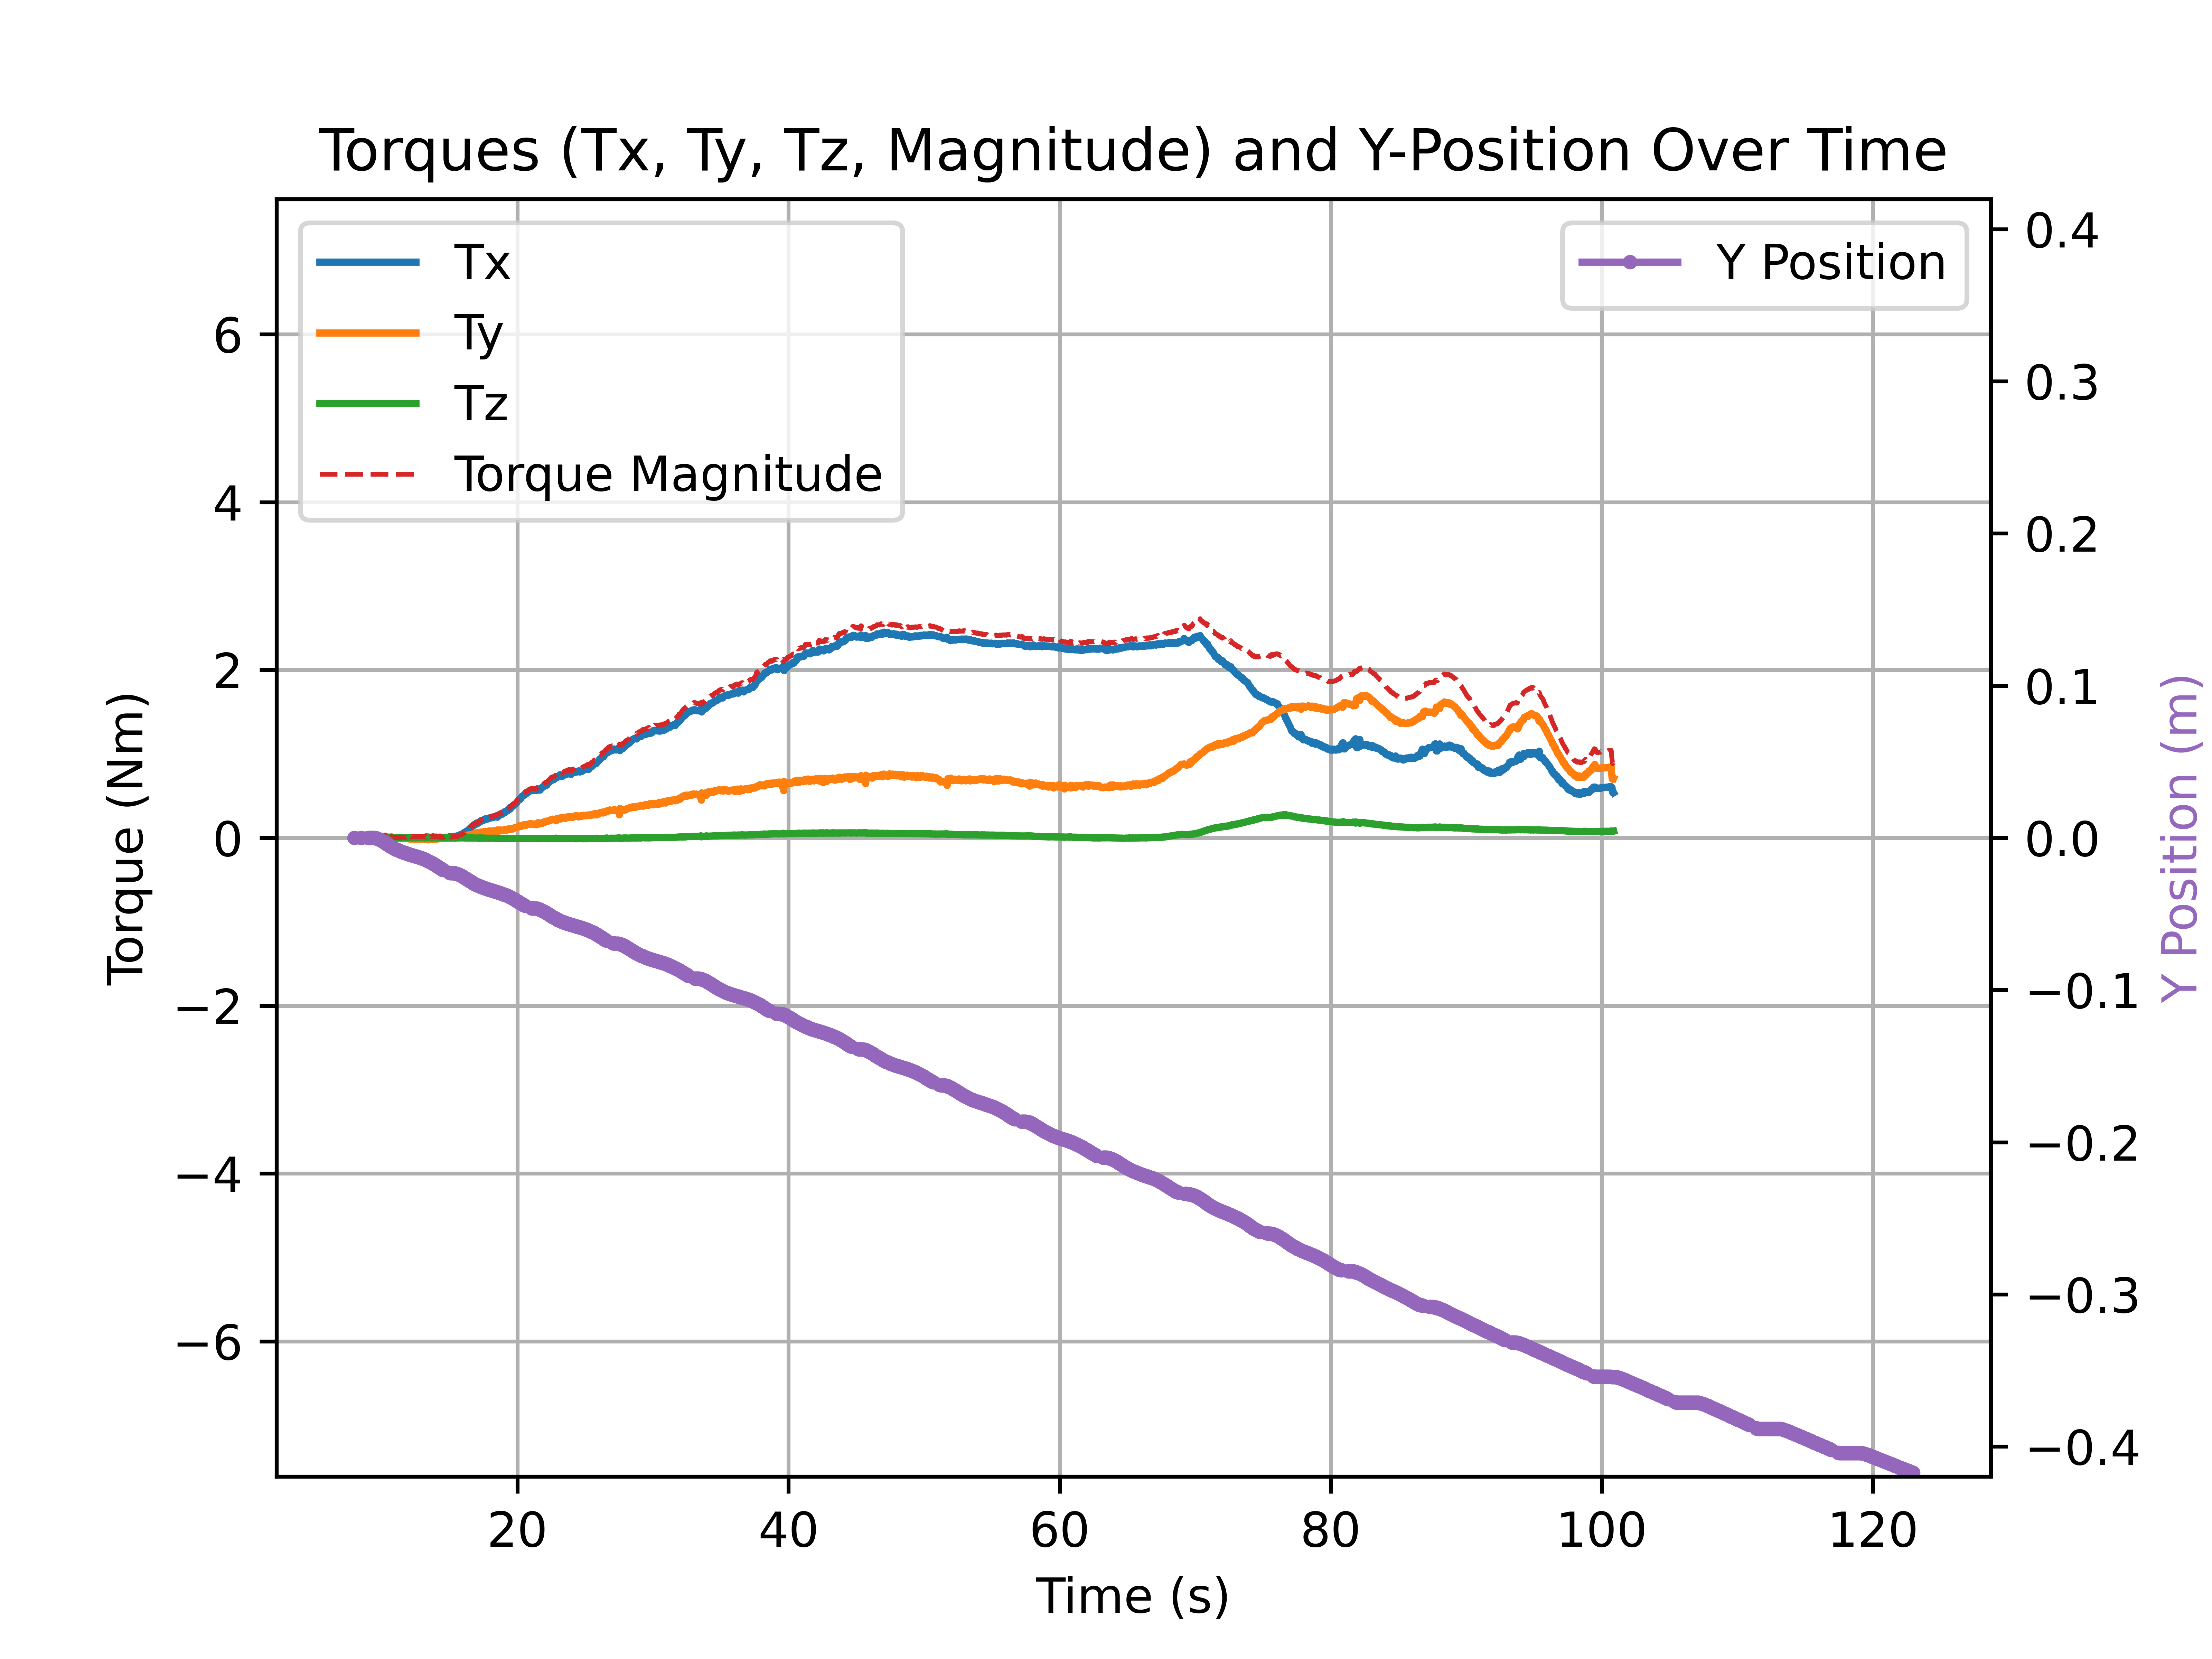 Torques (Tx, Ty, Tz, Magnitude) and Y-Position Over Time
Tx
Ty
Tz
Torque Magnitude
Y Position
6
4
2
0
−2
−4
−6
Torque (Nm)
0.4
0.3
0.2
0.1
0.0
−0.1
−0.2
−0.3
−0.4
Y Position (m)
20 40 60 80 100 120
Time (s)